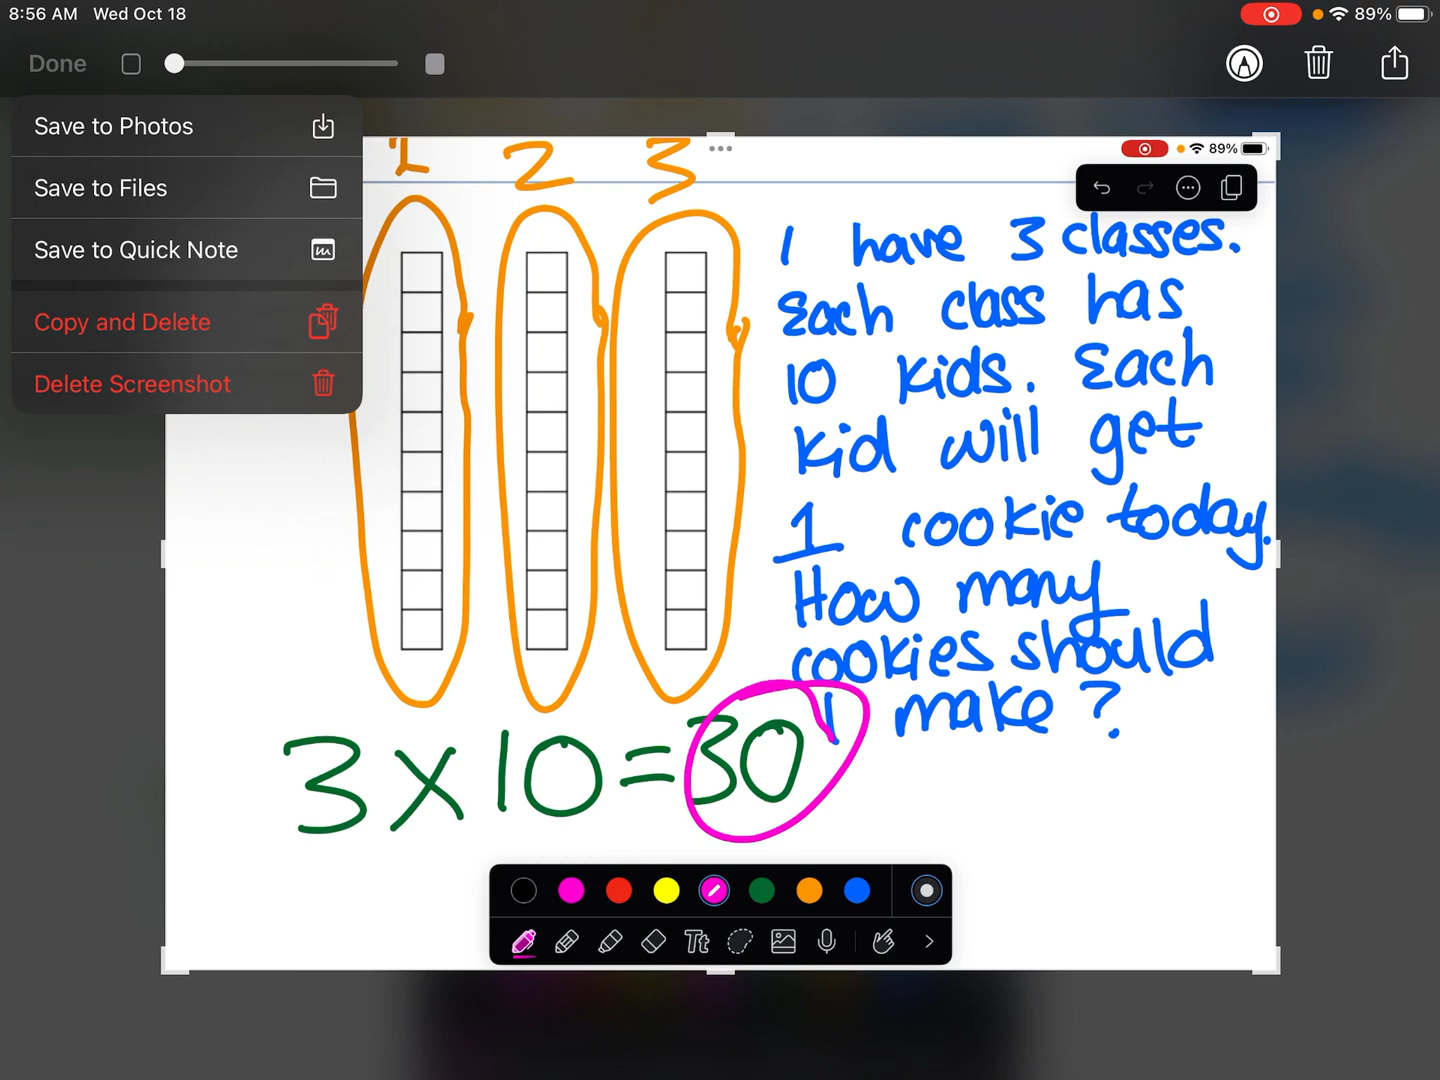 8:56 AM Wed Oct 18
89%
Done
Save to Photos
Save to Files
Save to Quick Note
Copy and Delete
Delete Screenshot
89%
1 2 3
I have 3 classes.
Each class has
10 kids. Each
kid will get
1 cookie today.
How many
cookies should
I make?
3 x 10 = 30
Tt